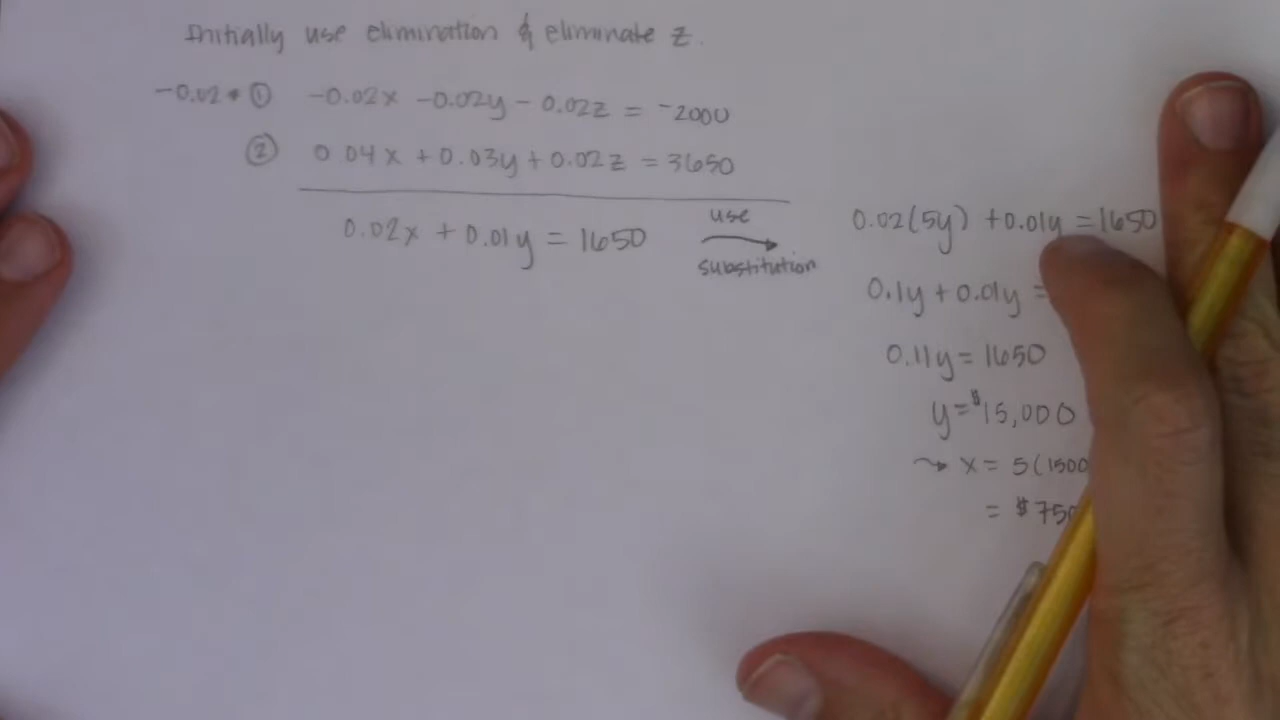 Initially use elimination & eliminate z.
-0.02 * ① -0.02x -0.02y - 0.02z = -2000
② 0.04x + 0.03y + 0.02z = 3650
0.02x + 0.01y = 1650
use
substitution
0.02(5y) + 0.01y = 1650
0.1y + 0.01y =
0.11y = 1650
y = $15,000
→ x = 5(1500
= $750